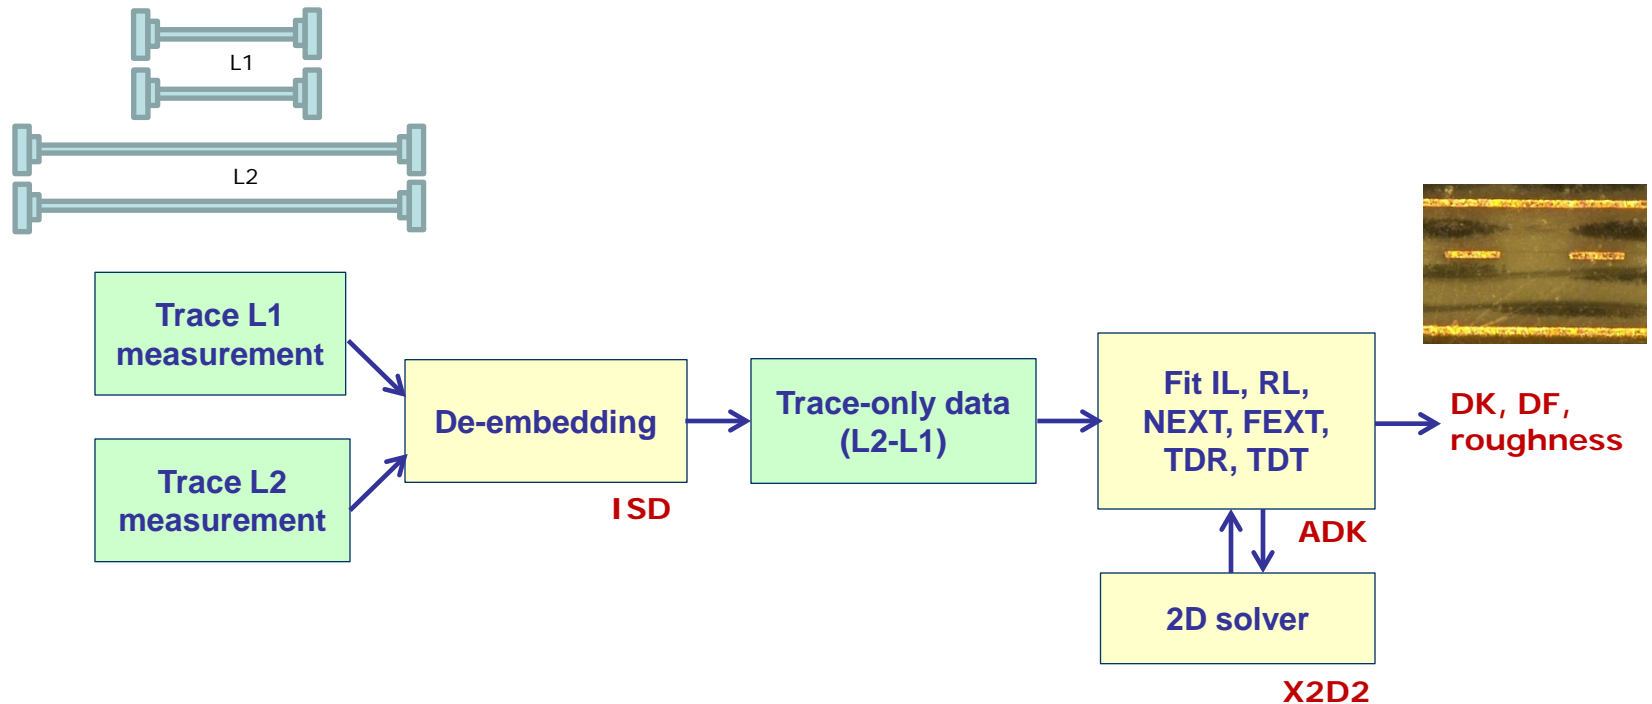 L1
L2
Trace L1
measurement
Trace L2
measurement
De-embedding
ISD
Trace-only data
(L2-L1)
Fit IL, RL,
NEXT, FEXT,
TDR, TDT
ADK
2D solver
X2D2
DK, DF,
roughness